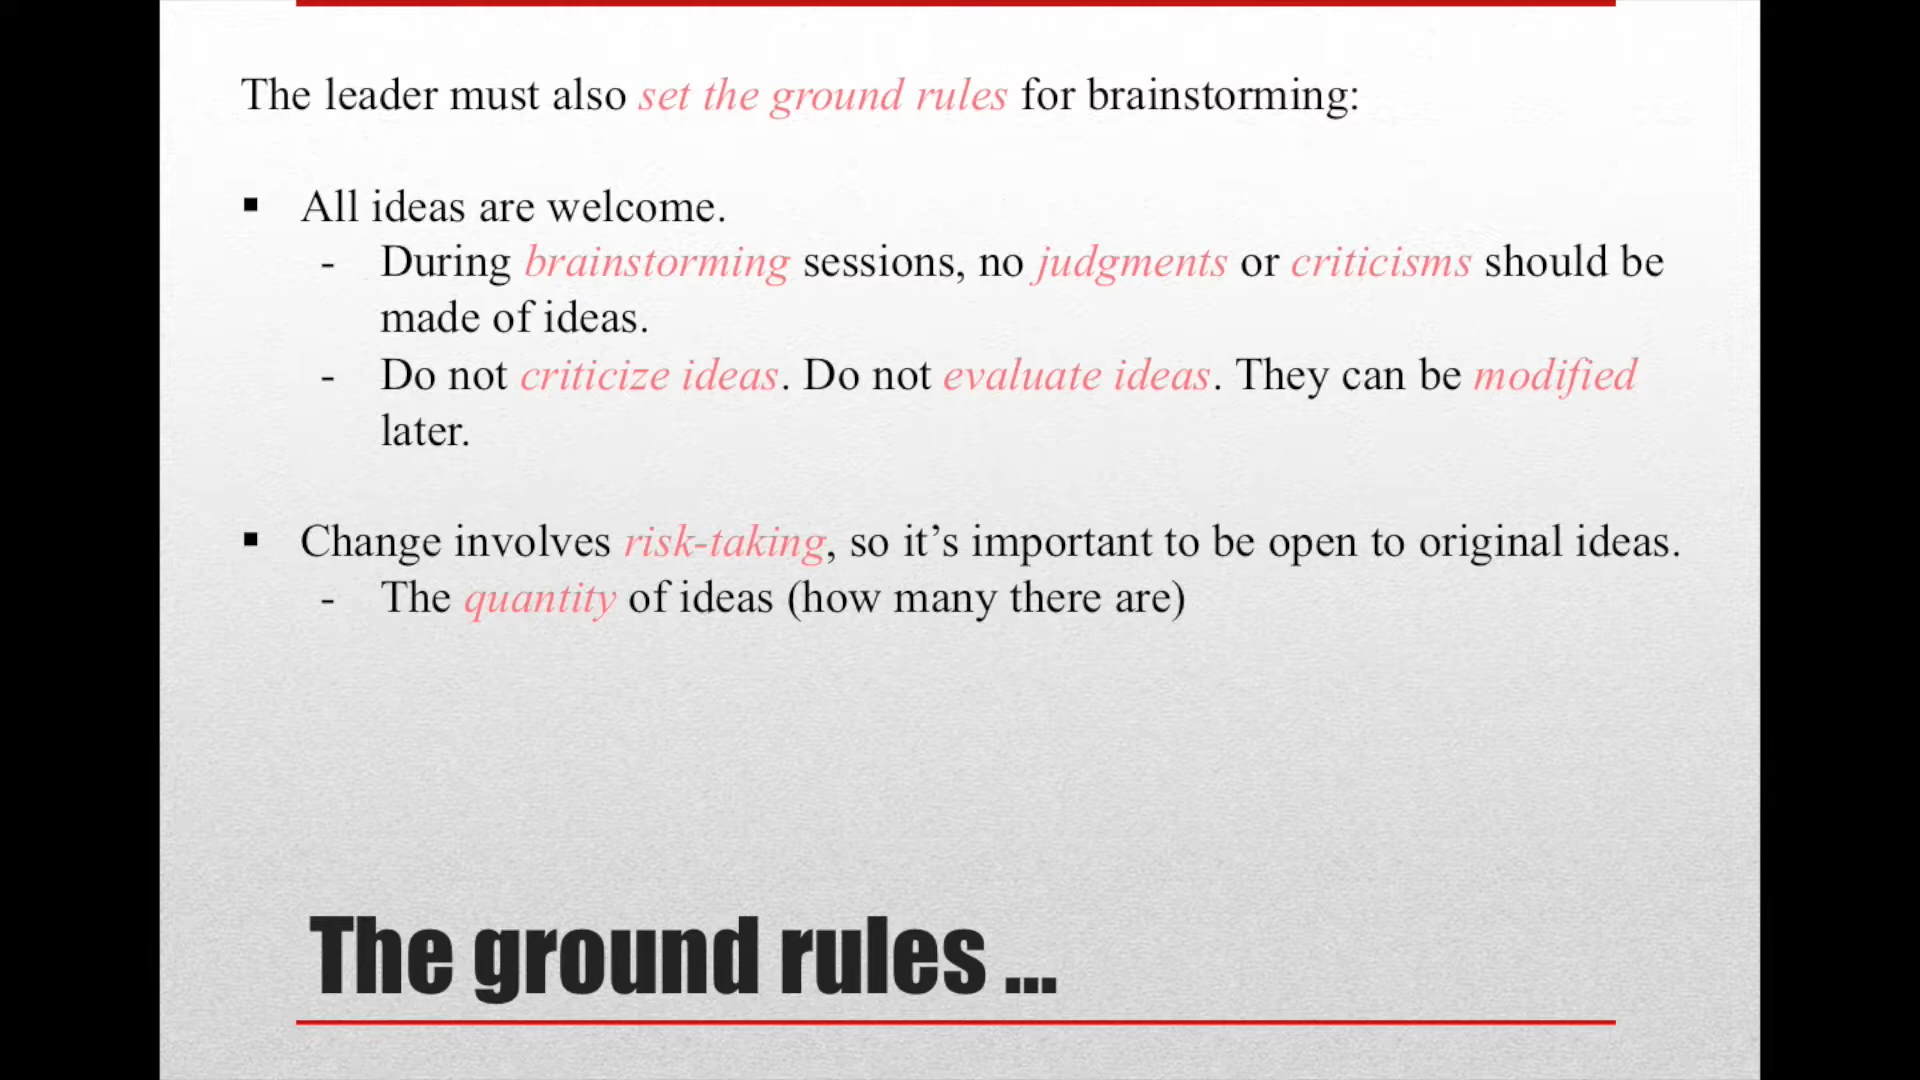 The leader must also set the ground rules for brainstorming:
▪ All ideas are welcome.
- During brainstorming sessions, no judgments or criticisms should be
made of ideas.
- Do not criticize ideas. Do not evaluate ideas. They can be modified
later.
▪ Change involves risk-taking, so it’s important to be open to original ideas.
- The quantity of ideas (how many there are)
The ground rules ...